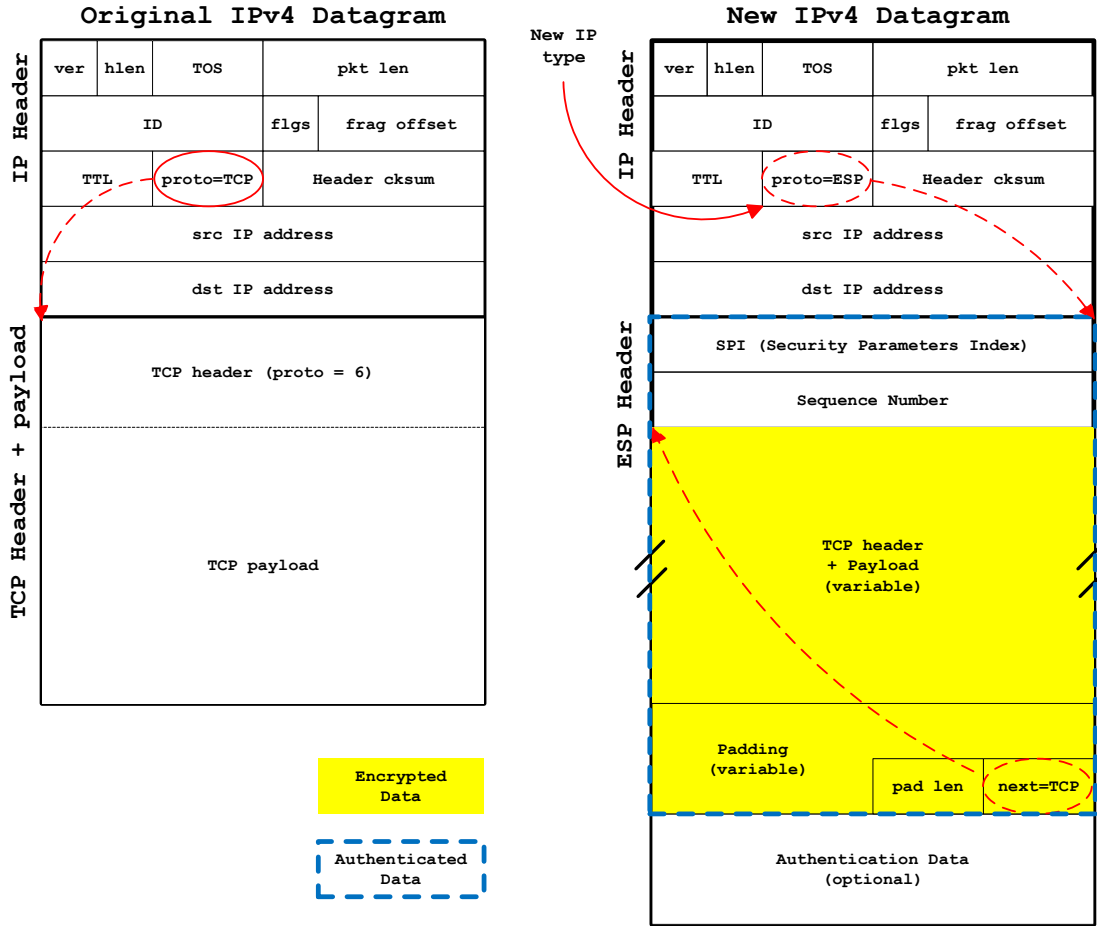 Original IPv4 Datagram
IP Header
ver hlen TOS pkt len
ID flgs frag offset
TTL proto=TCP Header cksum
src IP address
dst IP address
TCP Header + payload
TCP header (proto = 6)
TCP payload
Encrypted
Data
Authenticated
Data
New IPv4 Datagram
New IP
type
IP Header
ver hlen TOS pkt len
ID flgs frag offset
TTL proto=ESP Header cksum
src IP address
dst IP address
ESP Header
SPI (Security Parameters Index)
Sequence Number
TCP header
+ Payload
(variable)
Padding
(variable)
pad len next=TCP
Authentication Data
(optional)